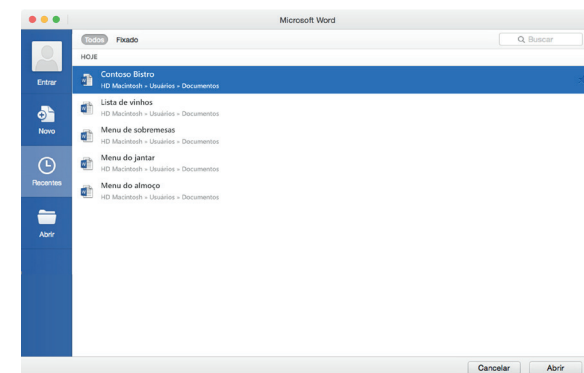 Microsoft Word
Todos Fixado
Buscar
HOJE
Entrar
Contoso Bistro
HD Macintosh » Usuários » Documentos
Lista de vinhos
HD Macintosh » Usuários » Documentos
Novo
Menu de sobremesas
HD Macintosh » Usuários » Documentos
Menu do jantar
HD Macintosh » Usuários » Documentos
Recentes
Menu do almoço
HD Macintosh » Usuários » Documentos
Abrir
Cancelar Abrir